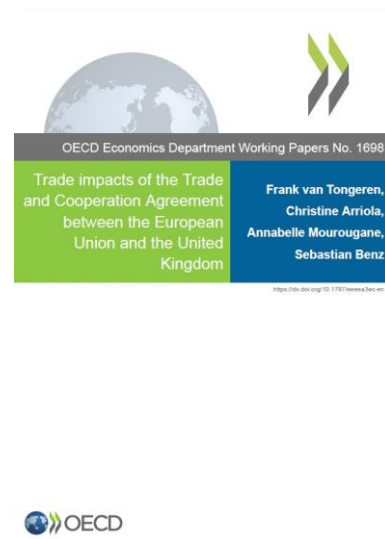 OECD Economics Department Working Papers No. 1698
Trade impacts of the Trade
and Cooperation Agreement
between the European
Union and the United
Kingdom
Frank van Tongeren,
Christine Arriola,
Annabelle Mourougane,
Sebastian Benz
OECD